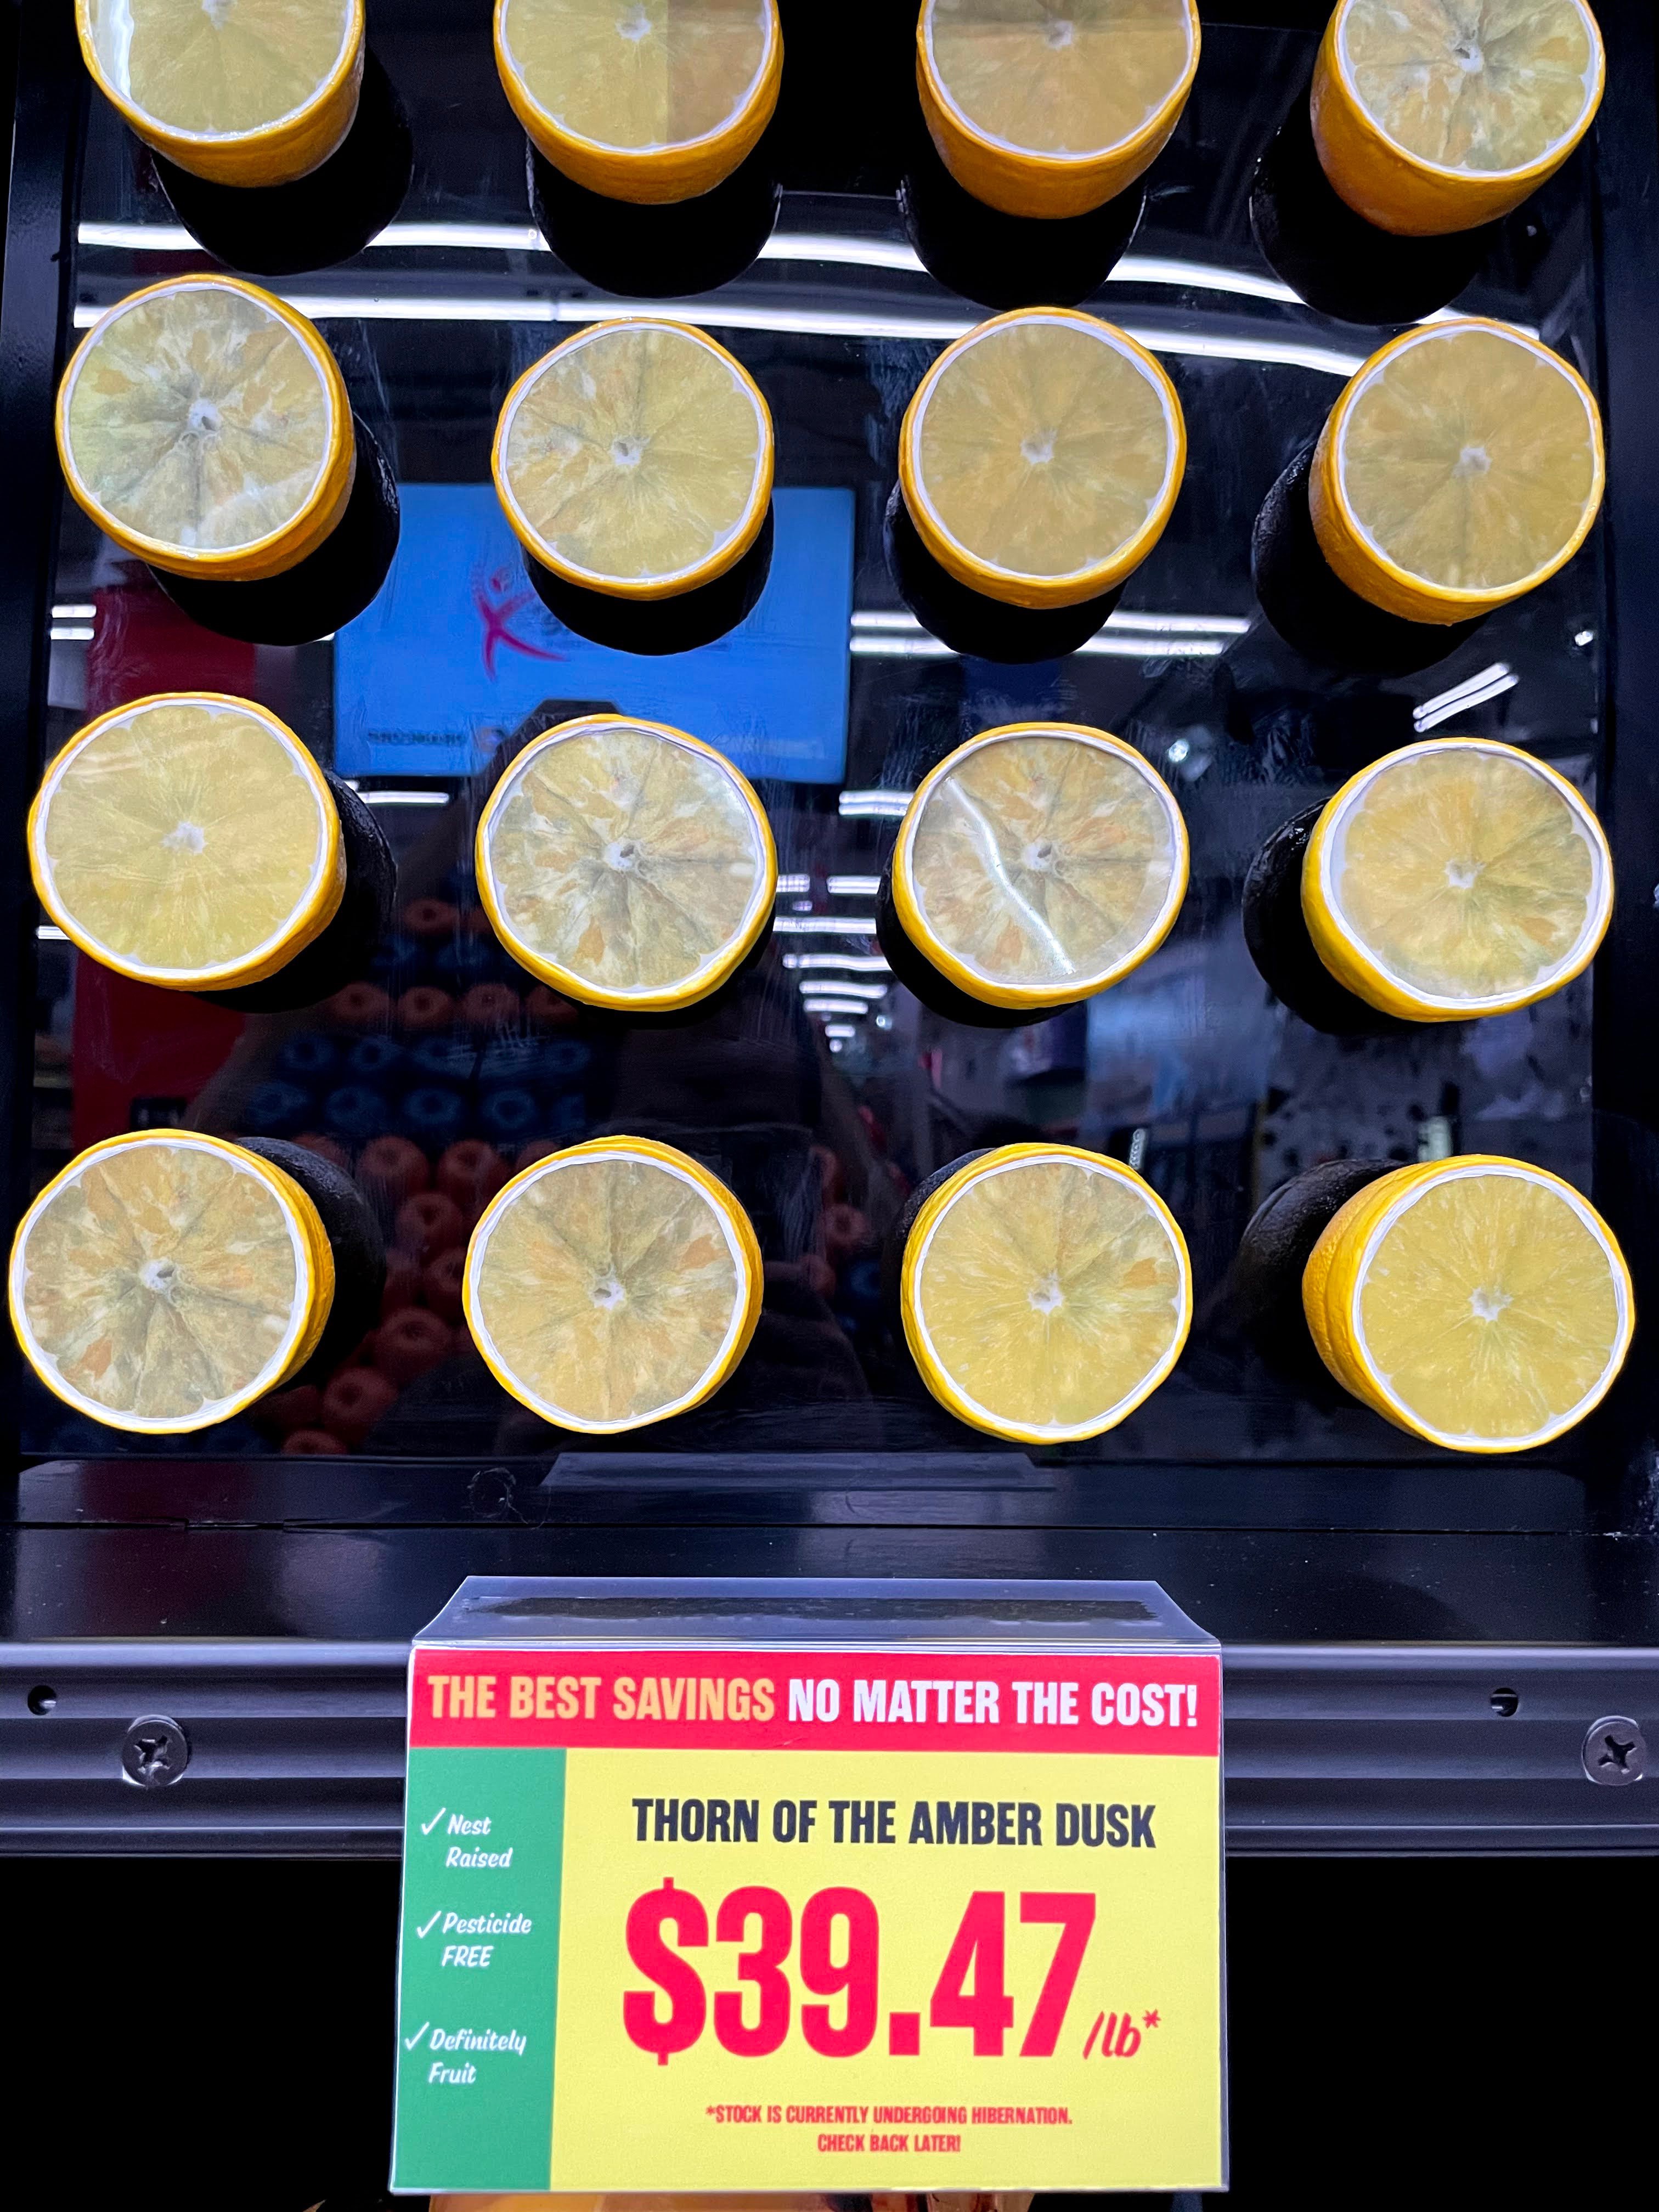 THE BEST SAVINGS NO MATTER THE COST!
✓ Nest
Raised
✓ Pesticide
FREE
✓ Definitely
Fruit
THORN OF THE AMBER DUSK
$39.47/lb*
*STOCK IS CURRENTLY UNDERGOING HIBERNATION.
CHECK BACK LATER!